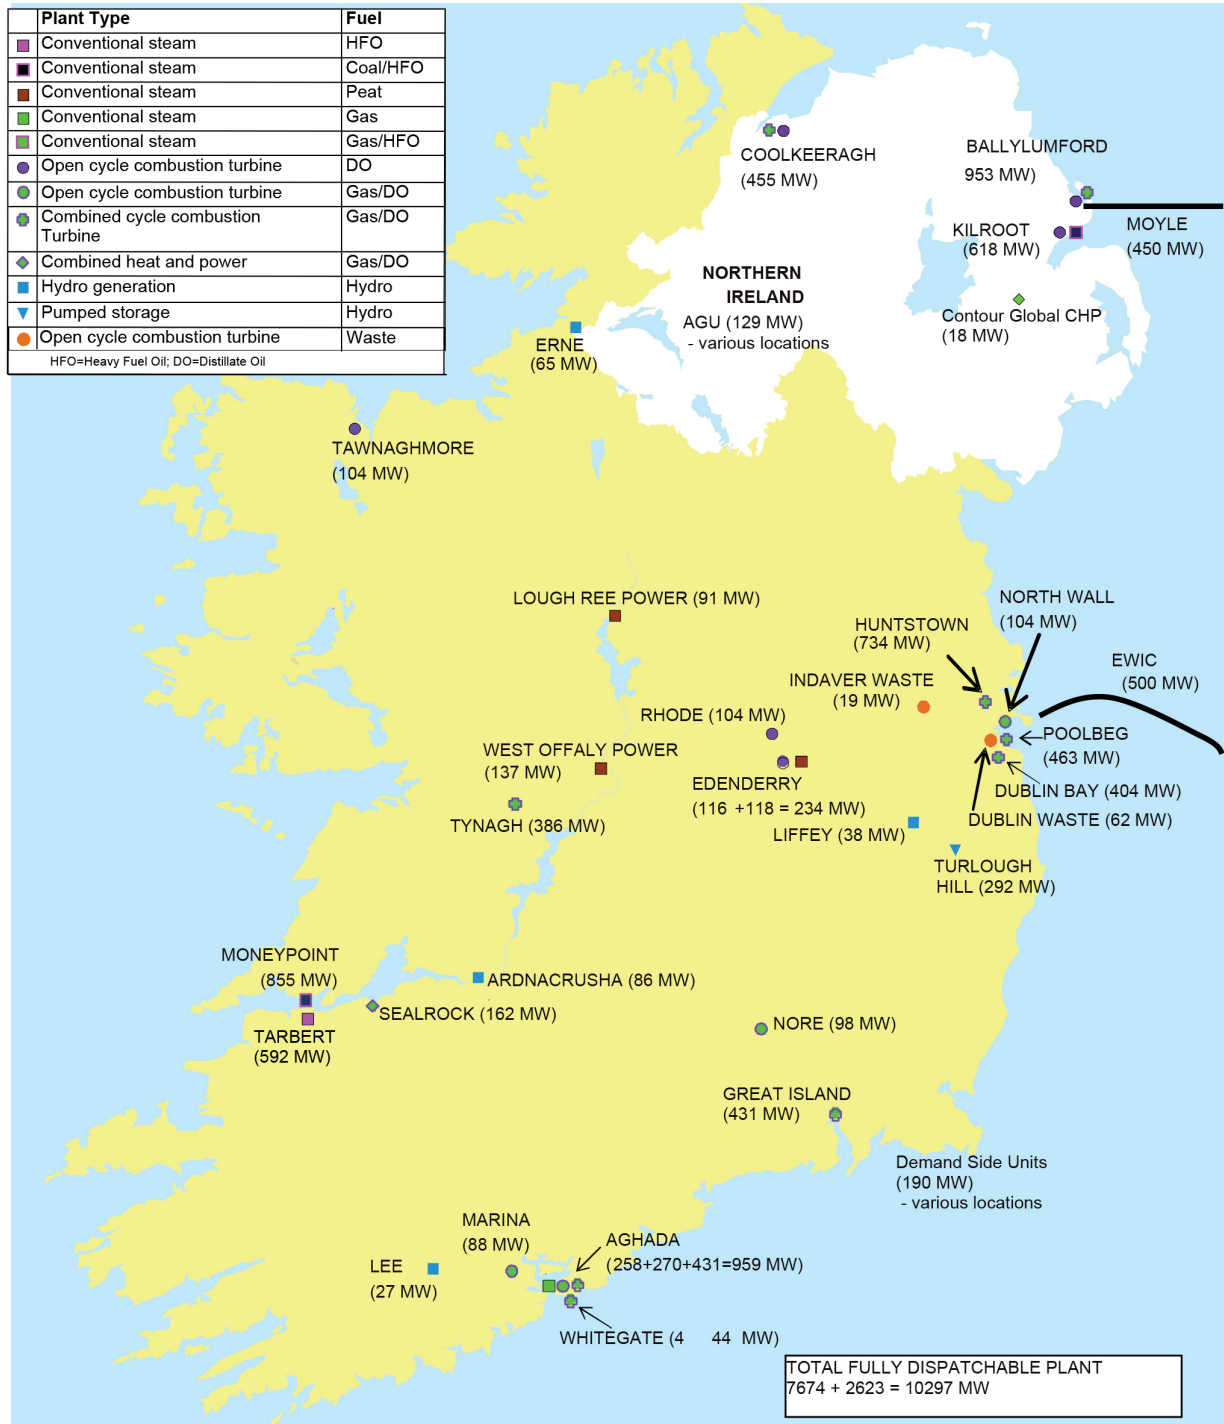 Plant Type Fuel
Conventional steam HFO
Conventional steam Coal/HFO
Conventional steam Peat
Conventional steam Gas
Conventional steam Gas/HFO
Open cycle combustion turbine DO
Open cycle combustion turbine Gas/DO
Combined cycle combustion Gas/DO
Turbine
Combined heat and power Gas/DO
Hydro generation Hydro
Pumped storage Hydro
Open cycle combustion turbine Waste
HFO=Heavy Fuel Oil; DO=Distillate Oil
COOLKEERAGH
(455 MW)
BALLYLUMFORD
953 MW)
MOYLE
(450 MW)
KILROOT
(618 MW)
NORTHERN
IRELAND
AGU (129 MW)
- various locations
Contour Global CHP
(18 MW)
ERNE
(65 MW)
TAWNAGHMORE
(104 MW)
LOUGH REE POWER (91 MW)
NORTH WALL
(104 MW)
HUNTSTOWN
(734 MW)
EWIC
(500 MW)
INDAVER WASTE
(19 MW)
RHODE (104 MW)
POOLBEG
(463 MW)
WEST OFFALY POWER
(137 MW)
EDENDERRY
(116 +118 = 234 MW)
DUBLIN BAY (404 MW)
DUBLIN WASTE (62 MW)
TYNAGH (386 MW)
LIFFEY (38 MW)
TURLOUGH
HILL (292 MW)
MONEYPOINT
(855 MW)
ARDNACRUSHA (86 MW)
SEALROCK (162 MW)
TARBERT
(592 MW)
NORE (98 MW)
GREAT ISLAND
(431 MW)
Demand Side Units
(190 MW)
- various locations
MARINA
(88 MW)
AGHADA
(258+270+431=959 MW)
LEE
(27 MW)
WHITEGATE (4 44 MW)
TOTAL FULLY DISPATCHABLE PLANT
7674 + 2623 = 10297 MW